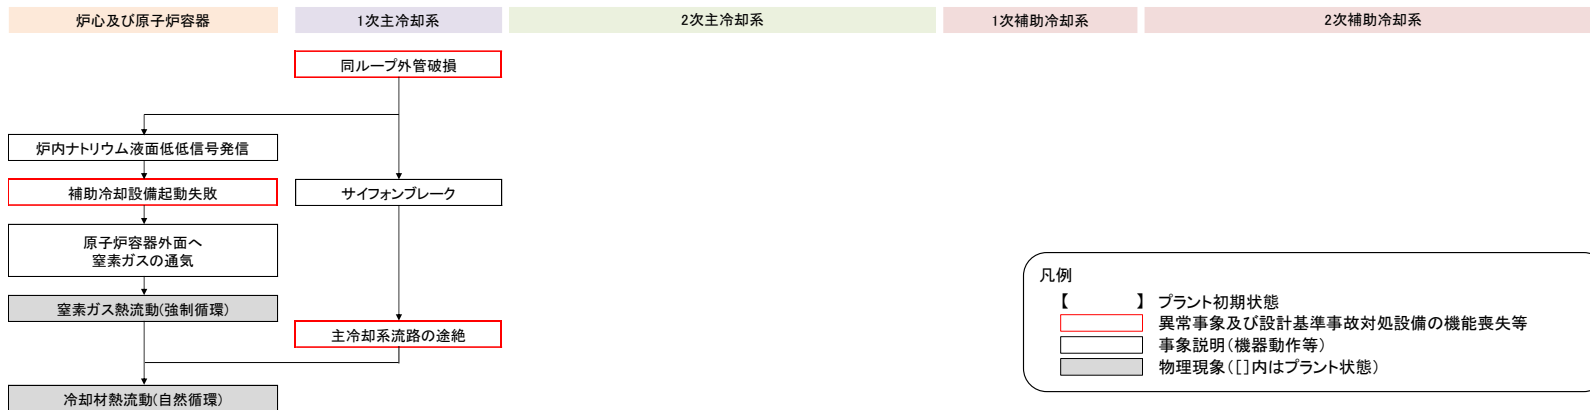 炉心及び原子炉容器
1次主冷却系
2次主冷却系
1次補助冷却系
2次補助冷却系
同ループ外管破損
炉内ナトリウム液面低低信号発信
補助冷却設備起動失敗
サイフォンブレーク
原子炉容器外面へ
窒素ガスの通気
窒素ガス熱流動(強制循環)
主冷却系流路の途絶
冷却材熱流動(自然循環)
凡例
【 】 プラント初期状態
異常事象及び設計基準事故対処設備の機能喪失等
事象説明(機器動作等)
物理現象([]内はプラント状態)